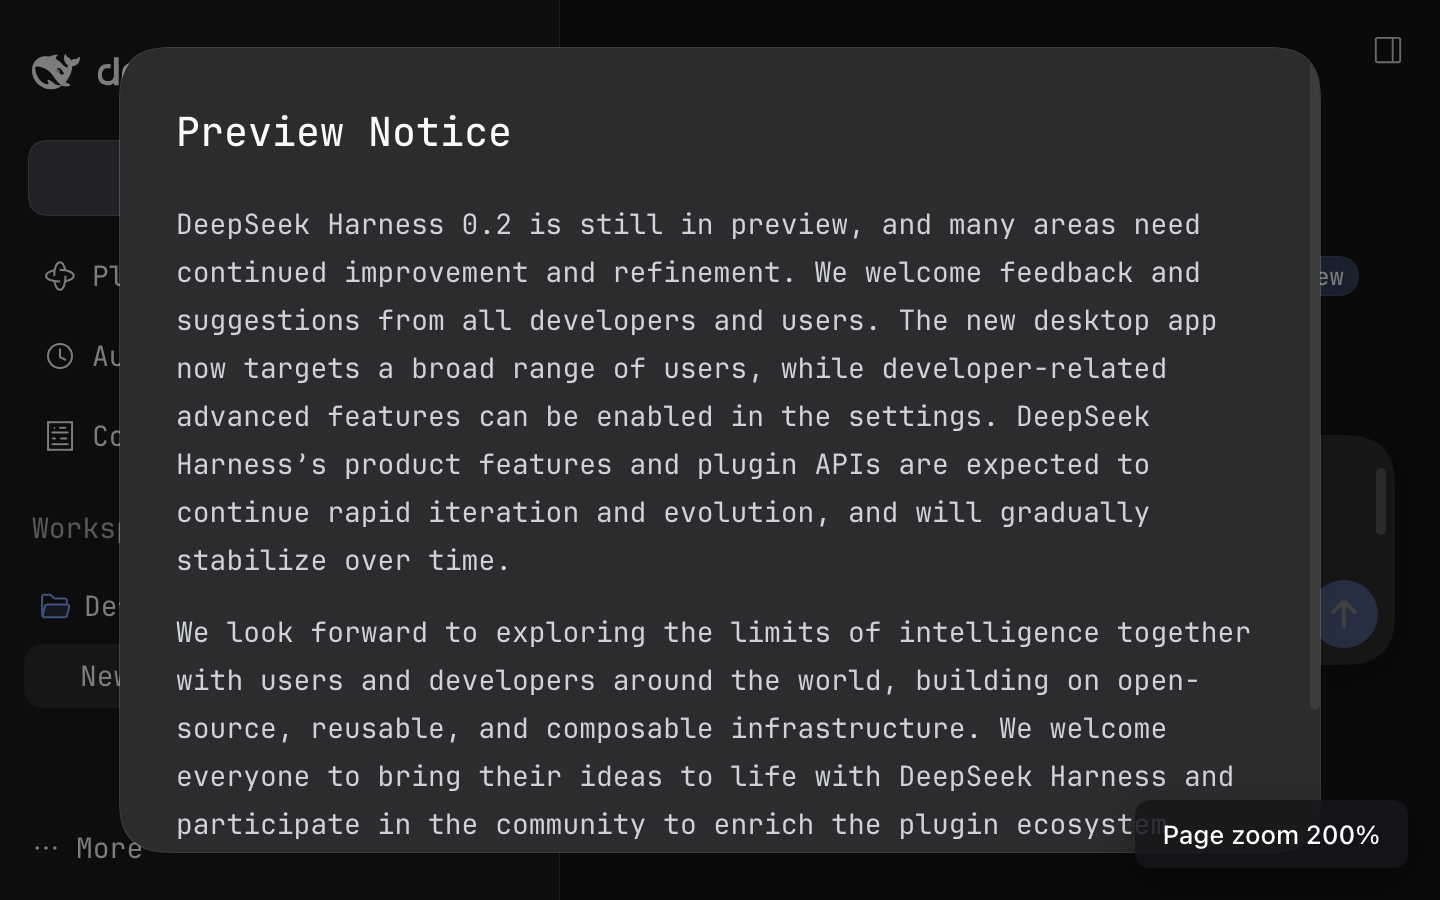 Preview Notice
DeepSeek Harness 0.2 is still in preview, and many areas need
continued improvement and refinement. We welcome feedback and
suggestions from all developers and users. The new desktop app
now targets a broad range of users, while developer-related
advanced features can be enabled in the settings. DeepSeek
Harness’s product features and plugin APIs are expected to
continue rapid iteration and evolution, and will gradually
stabilize over time.
We look forward to exploring the limits of intelligence together
with users and developers around the world, building on open-
source, reusable, and composable infrastructure. We welcome
everyone to bring their ideas to life with DeepSeek Harness and
participate in the community to enrich the plugin ecosystem
Page zoom 200%
··· More